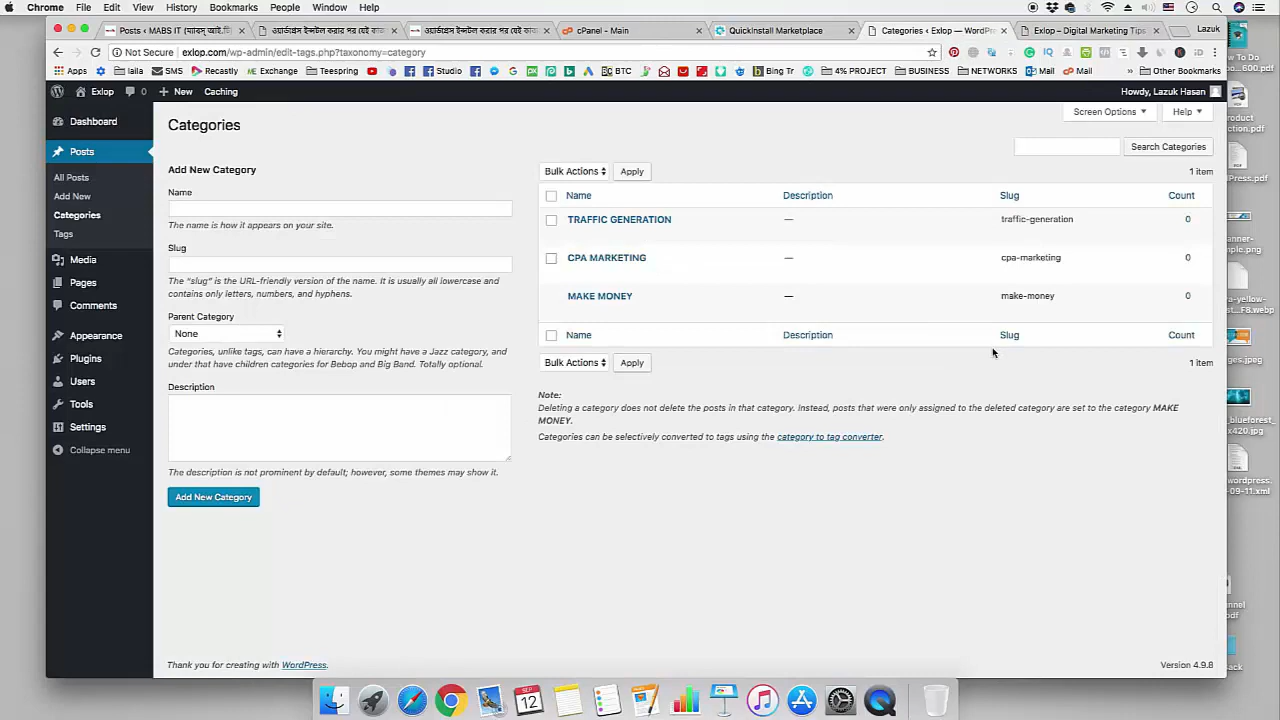 Chrome File Edit View History Bookmarks People Window Help
Posts ‹ MABS IT
cPanel - Main
QuickInstall Marketplace
Categories ‹ Exlop — WordPre
Exlop – Digital Marketing Tips
Lazuk
Not Secure | exlop.com/wp-admin/edit-tags.php?taxonomy=category
Apps laila SMS Recastly Exchange Teespring Studio BTC Bing Tr 4% PROJECT BUSINESS NETWORKS Mail Mail » Other Bookmarks
Exlop 0 New Caching
Howdy, Lazuk Hasan
Dashboard
Posts
All Posts
Add New
Categories
Tags
Media
Pages
Comments
Appearance
Plugins
Users
Tools
Settings
Collapse menu
Categories
Screen Options Help
Search Categories
Add New Category
Name
The name is how it appears on your site.
Slug
The “slug” is the URL-friendly version of the name. It is usually all lowercase and
contains only letters, numbers, and hyphens.
Parent Category
None
Categories, unlike tags, can have a hierarchy. You might have a Jazz category, and
under that have children categories for Bebop and Big Band. Totally optional.
Description
The description is not prominent by default; however, some themes may show it.
Add New Category
Bulk Actions Apply 1 item
Name Description Slug Count
TRAFFIC GENERATION — traffic-generation 0
CPA MARKETING — cpa-marketing 0
MAKE MONEY — make-money 0
Name Description Slug Count
Bulk Actions Apply 1 item
Note:
Deleting a category does not delete the posts in that category. Instead, posts that were only assigned to the deleted category are set to the category MAKE
MONEY.
Categories can be selectively converted to tags using the category to tag converter.
Thank you for creating with WordPress.
Version 4.9.8
SEP
12